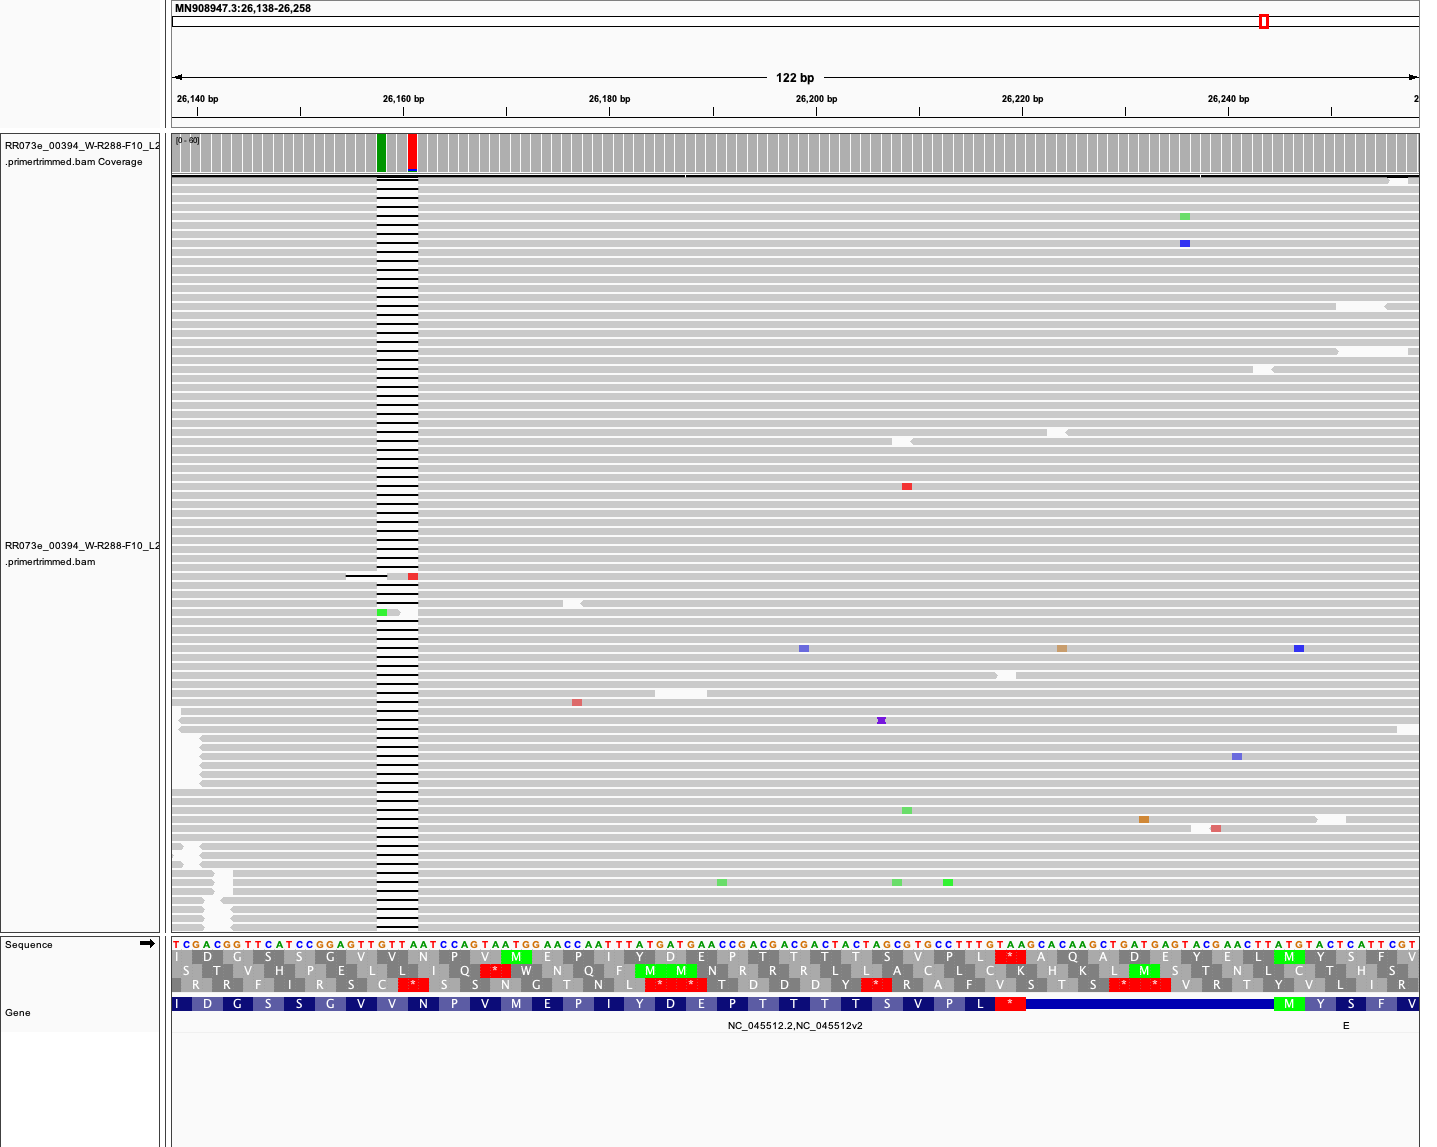 MN908947.3:26,138-26,258
122 bp
26,140 bp 26,160 bp 26,180 bp 26,200 bp 26,220 bp 26,240 bp 2
RR073e_00394_W-R288-F10_L2
.primertrimmed.bam Coverage
[0 - 60]
RR073e_00394_W-R288-F10_L2
.primertrimmed.bam
Sequence
TCGACGGTTCATCCGGAGTTGTTAATCCAGTAATGGAACCAATTTATGATGAACCGACGACGACTACTAGCGTGCCTTTGTAAGCACAAGCTGATGAGTACGAACTTATGTACTCATTCGT
I D G S S G V V N P V M E P I Y D E P T T T T S V P L * A Q A D E Y E L M Y S F V
S T V H P E L L I Q * W N Q F M M N R R R L L A C L C K H K L M S T N L C T H S
R R F I R S C * S S N G T N L * * T D D D Y * R A F V S T S * * V R T Y V L I R
Gene
I D G S S G V V N P V M E P I Y D E P T T T T S V P L * M Y S F V
NC_045512.2,NC_045512v2 E